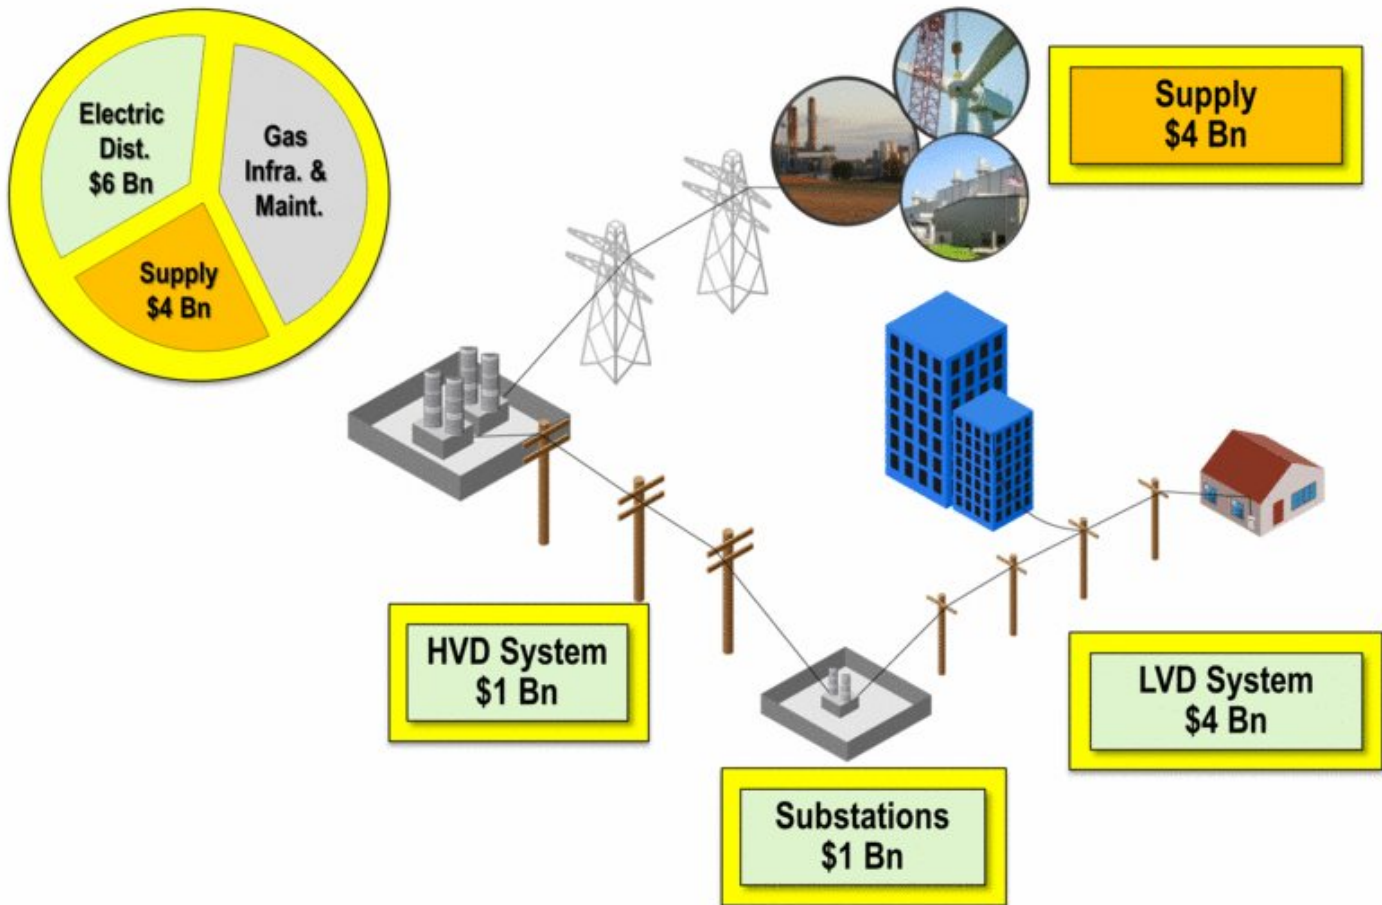 Electric
Dist.
$6 Bn
Gas
Infra. &
Maint.
Supply
$4 Bn
Supply
$4 Bn
HVD System
$1 Bn
LVD System
$4 Bn
Substations
$1 Bn